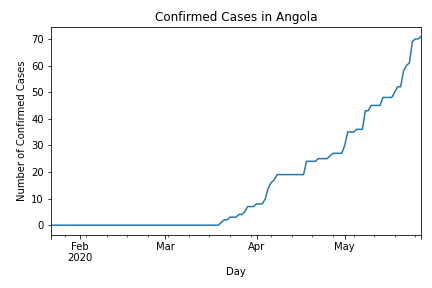 Confirmed Cases in Angola
Number of Confirmed Cases
70
60
50
40
30
20
10
0
Feb
2020
Mar
Apr
May
Day